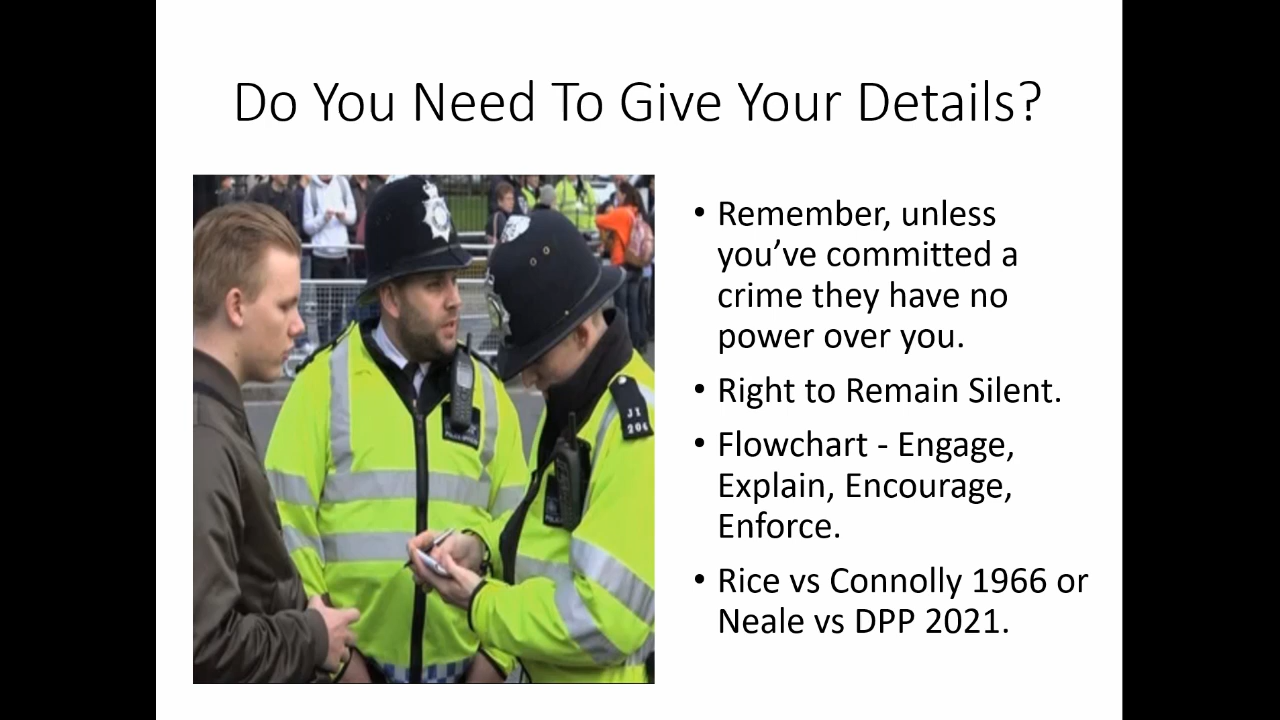 Do You Need To Give Your Details?
• Remember, unless
you’ve committed a
crime they have no
power over you.
• Right to Remain Silent.
• Flowchart - Engage,
Explain, Encourage,
Enforce.
• Rice vs Connolly 1966 or
Neale vs DPP 2021.
JI
206